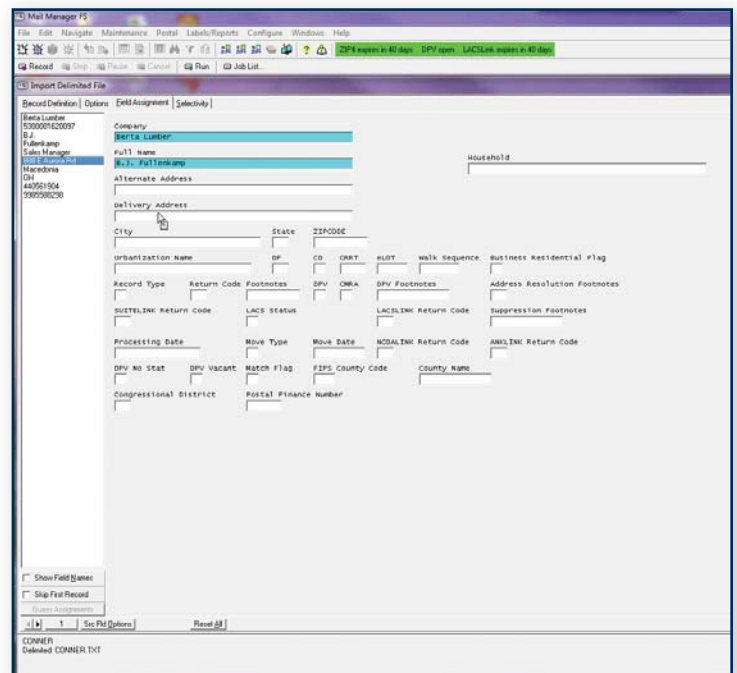 Mail Manager FS
File Edit Navigate Maintenance Postal Labels/Reports Configure Windows Help
ZIP4 expires in 40 days DPV open LACSLink expires in 40 days
Record Stop Pause Cancel Run Job List...
Import Delimited File
Record Definition Options Field Assignment Selectivity
Berta Lumber
5300001620097
B.J.
Fullenkamp
Sales Manager
888 E Aurora Rd
Macedonia
OH
440561904
9985588298
Company
Berta Lumber
Full Name
B.J. Fullenkamp
Household
Alternate Address
Delivery Address
City State ZIPCODE
Urbanization Name DP CD CRRT eLOT Walk Sequence Business Residential Flag
Record Type Return Code Footnotes DPV CMRA DPV Footnotes Address Resolution Footnotes
SUITELINK Return Code LACS Status LACSLINK Return Code Suppression Footnotes
Processing Date Move Type Move Date NCOALINK Return Code ANKLINK Return Code
DPV No Stat DPV Vacant Match Flag FIPS County Code County Name
Congressional District Postal Finance Number
Show Field Names
Skip First Record
Guess Assignments
1 Src Fld Options Reset All
CONNER
Delimited: CONNER.TXT